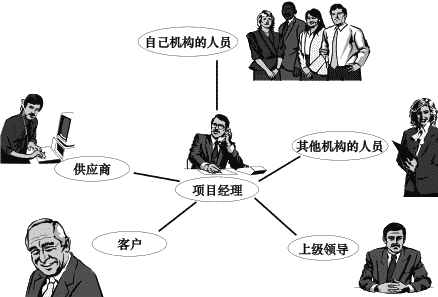 自己机构的人员
其他机构的人员
供应商
项目经理
客户
上级领导